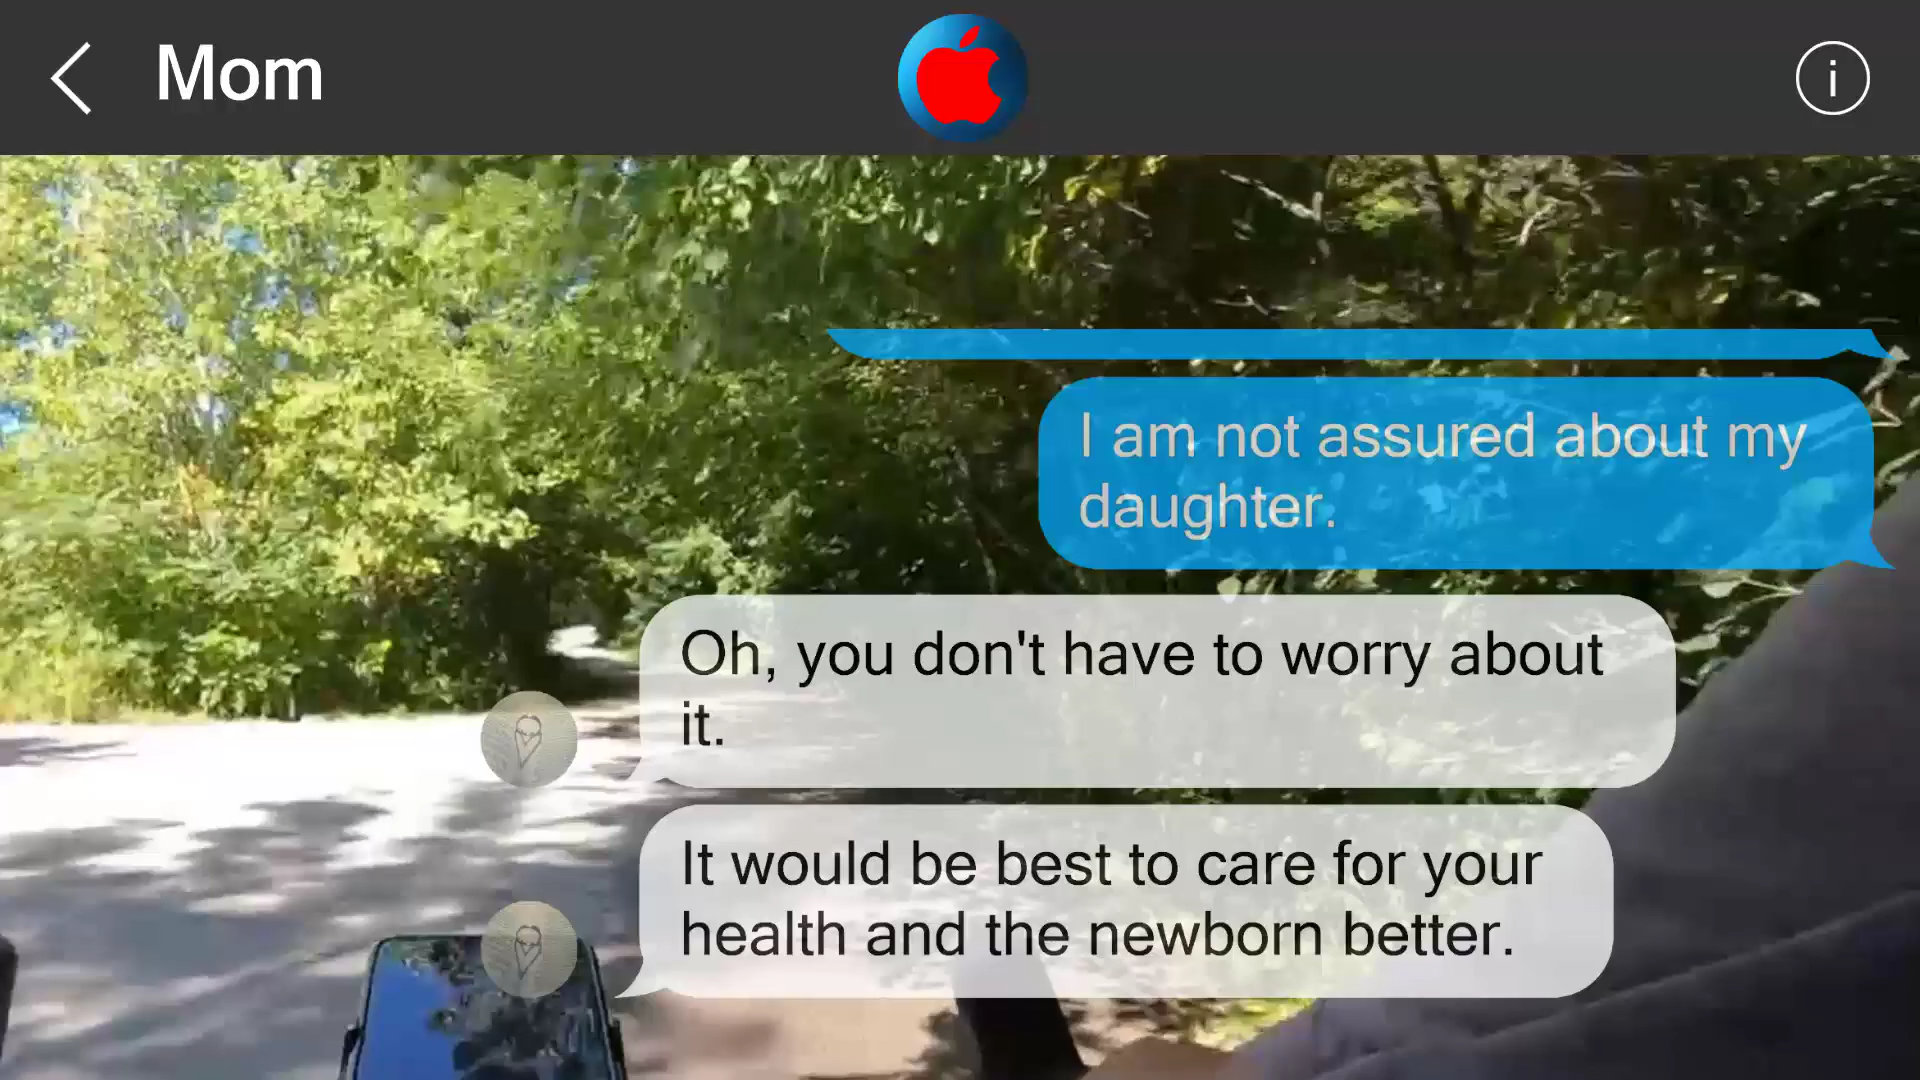 Mom
i
I am not assured about my
daughter.
Oh, you don't have to worry about
it.
It would be best to care for your
health and the newborn better.